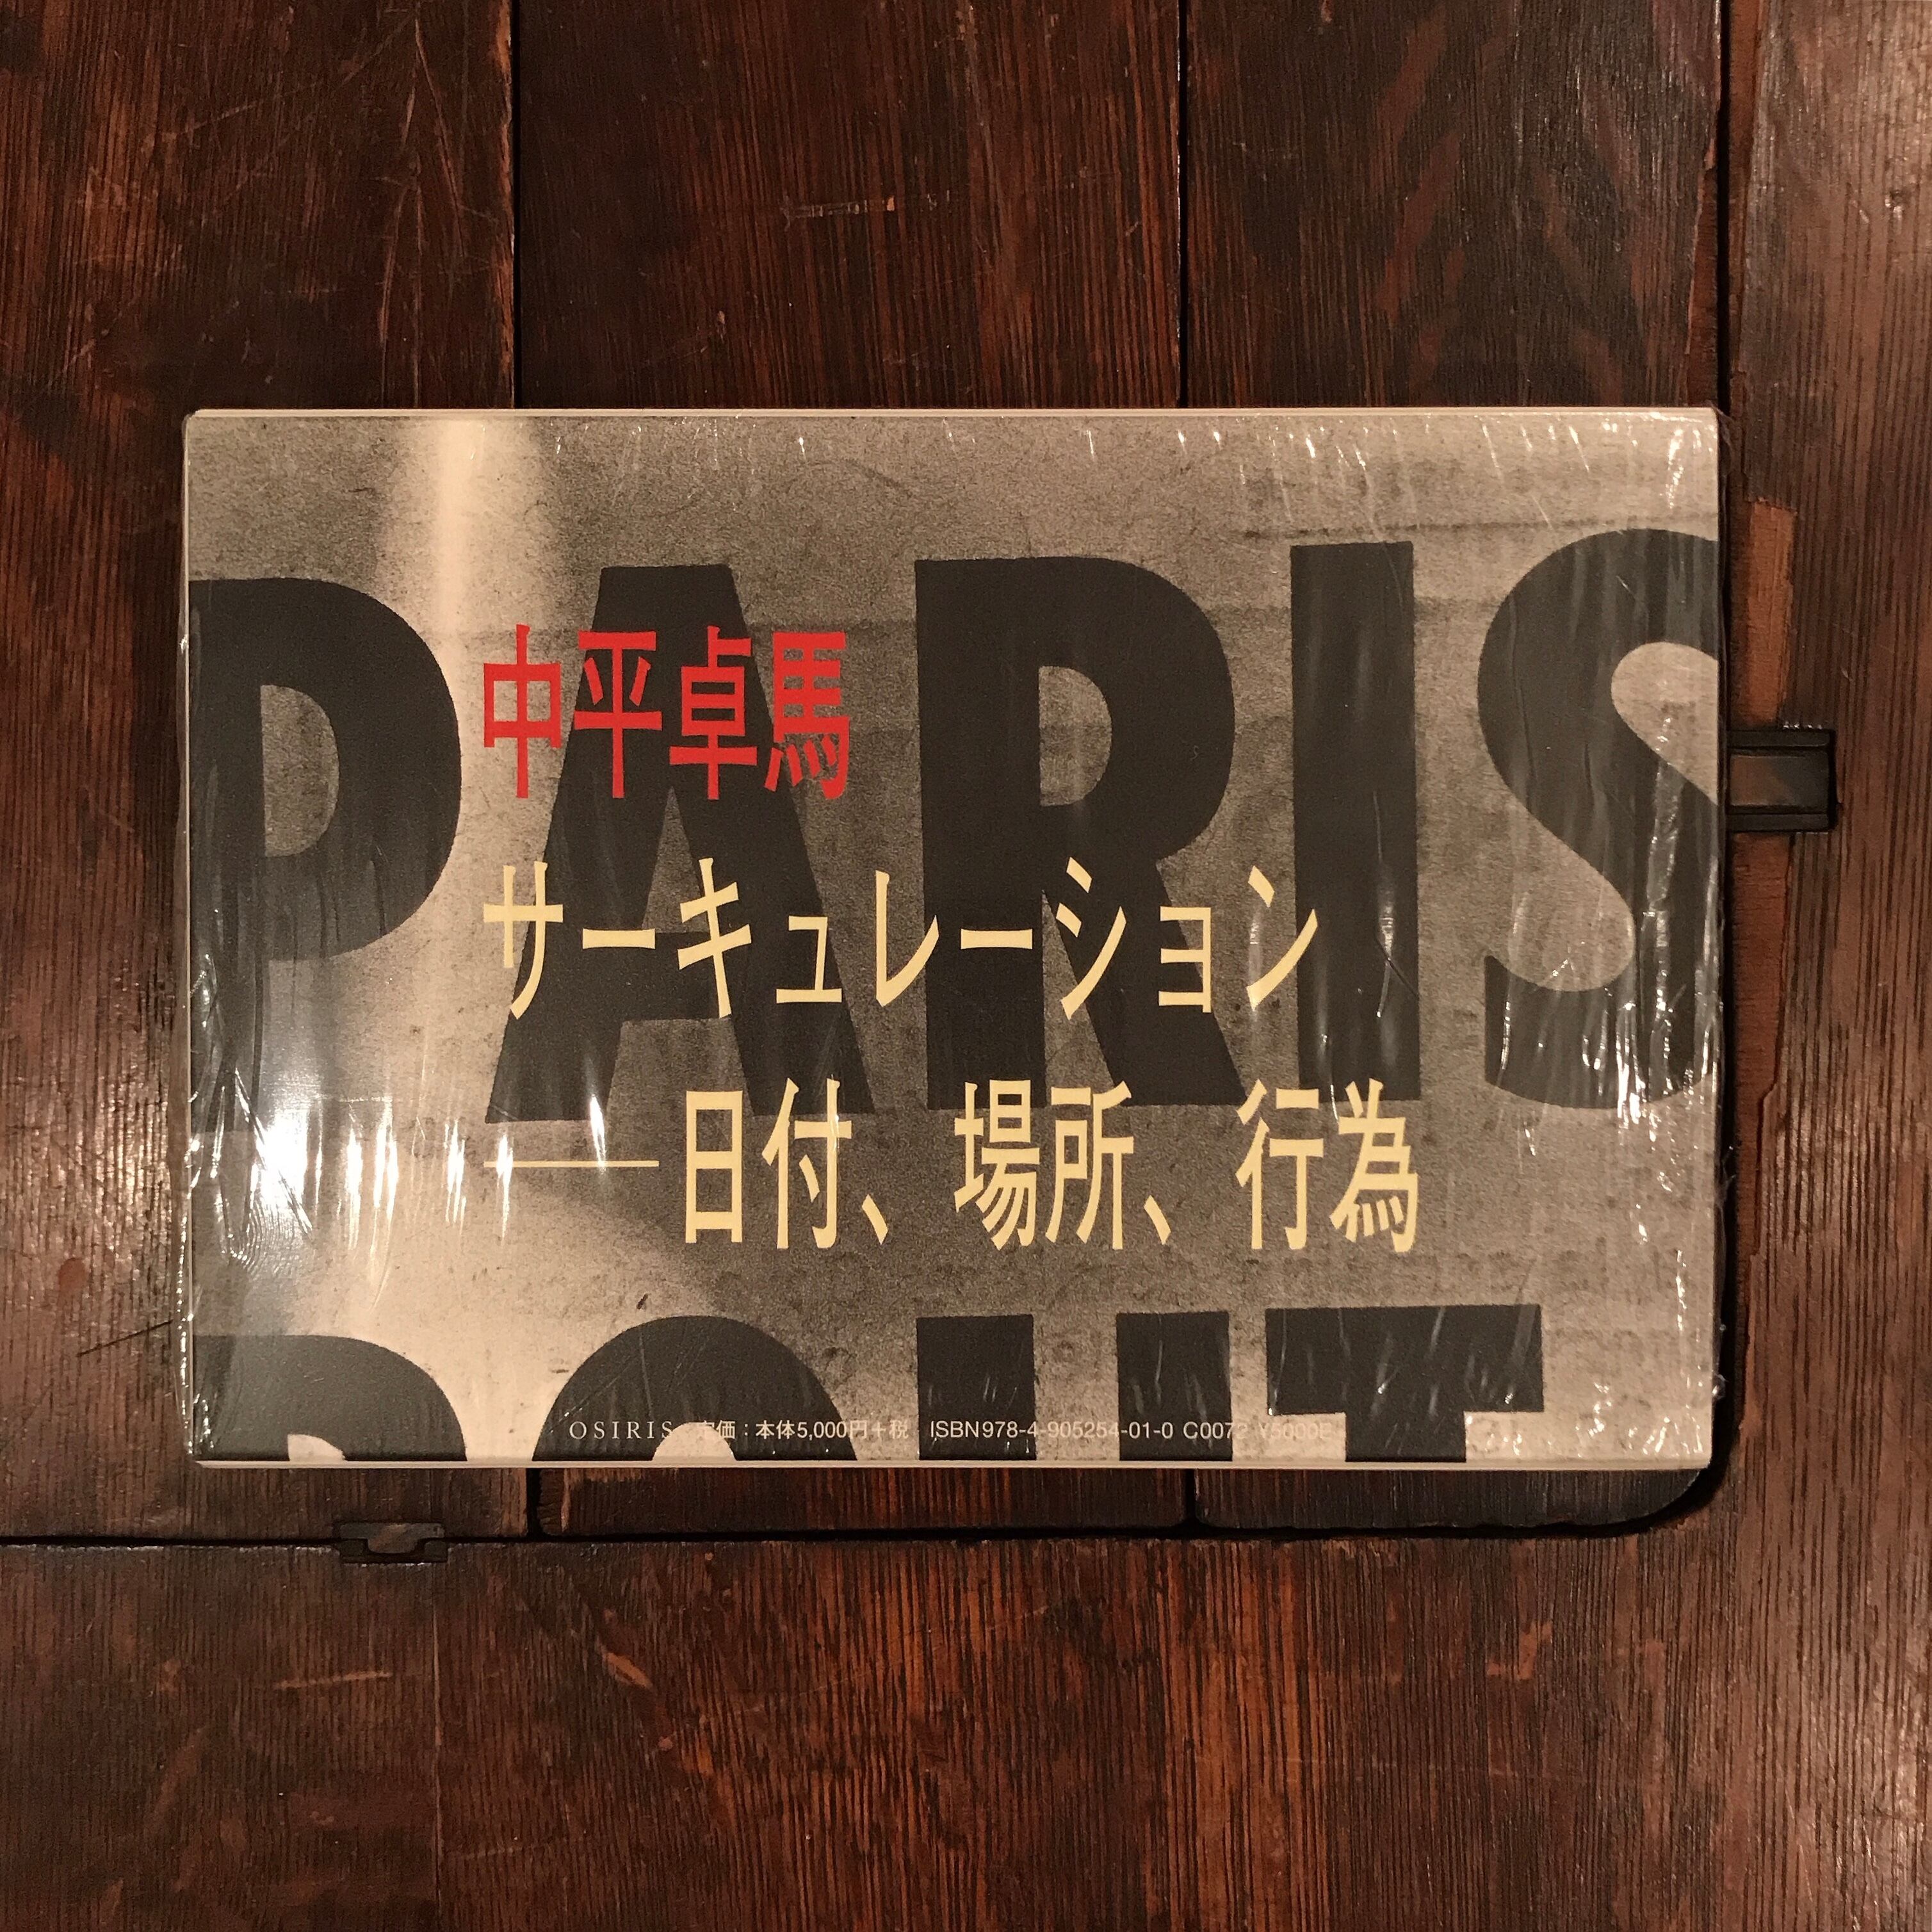 PARIS
中平卓馬
サーキュレーション
――日付、場所、行為
OSIRIS 定価：本体5,000円+税 ISBN978-4-905254-01-0 C0072 ¥5000E